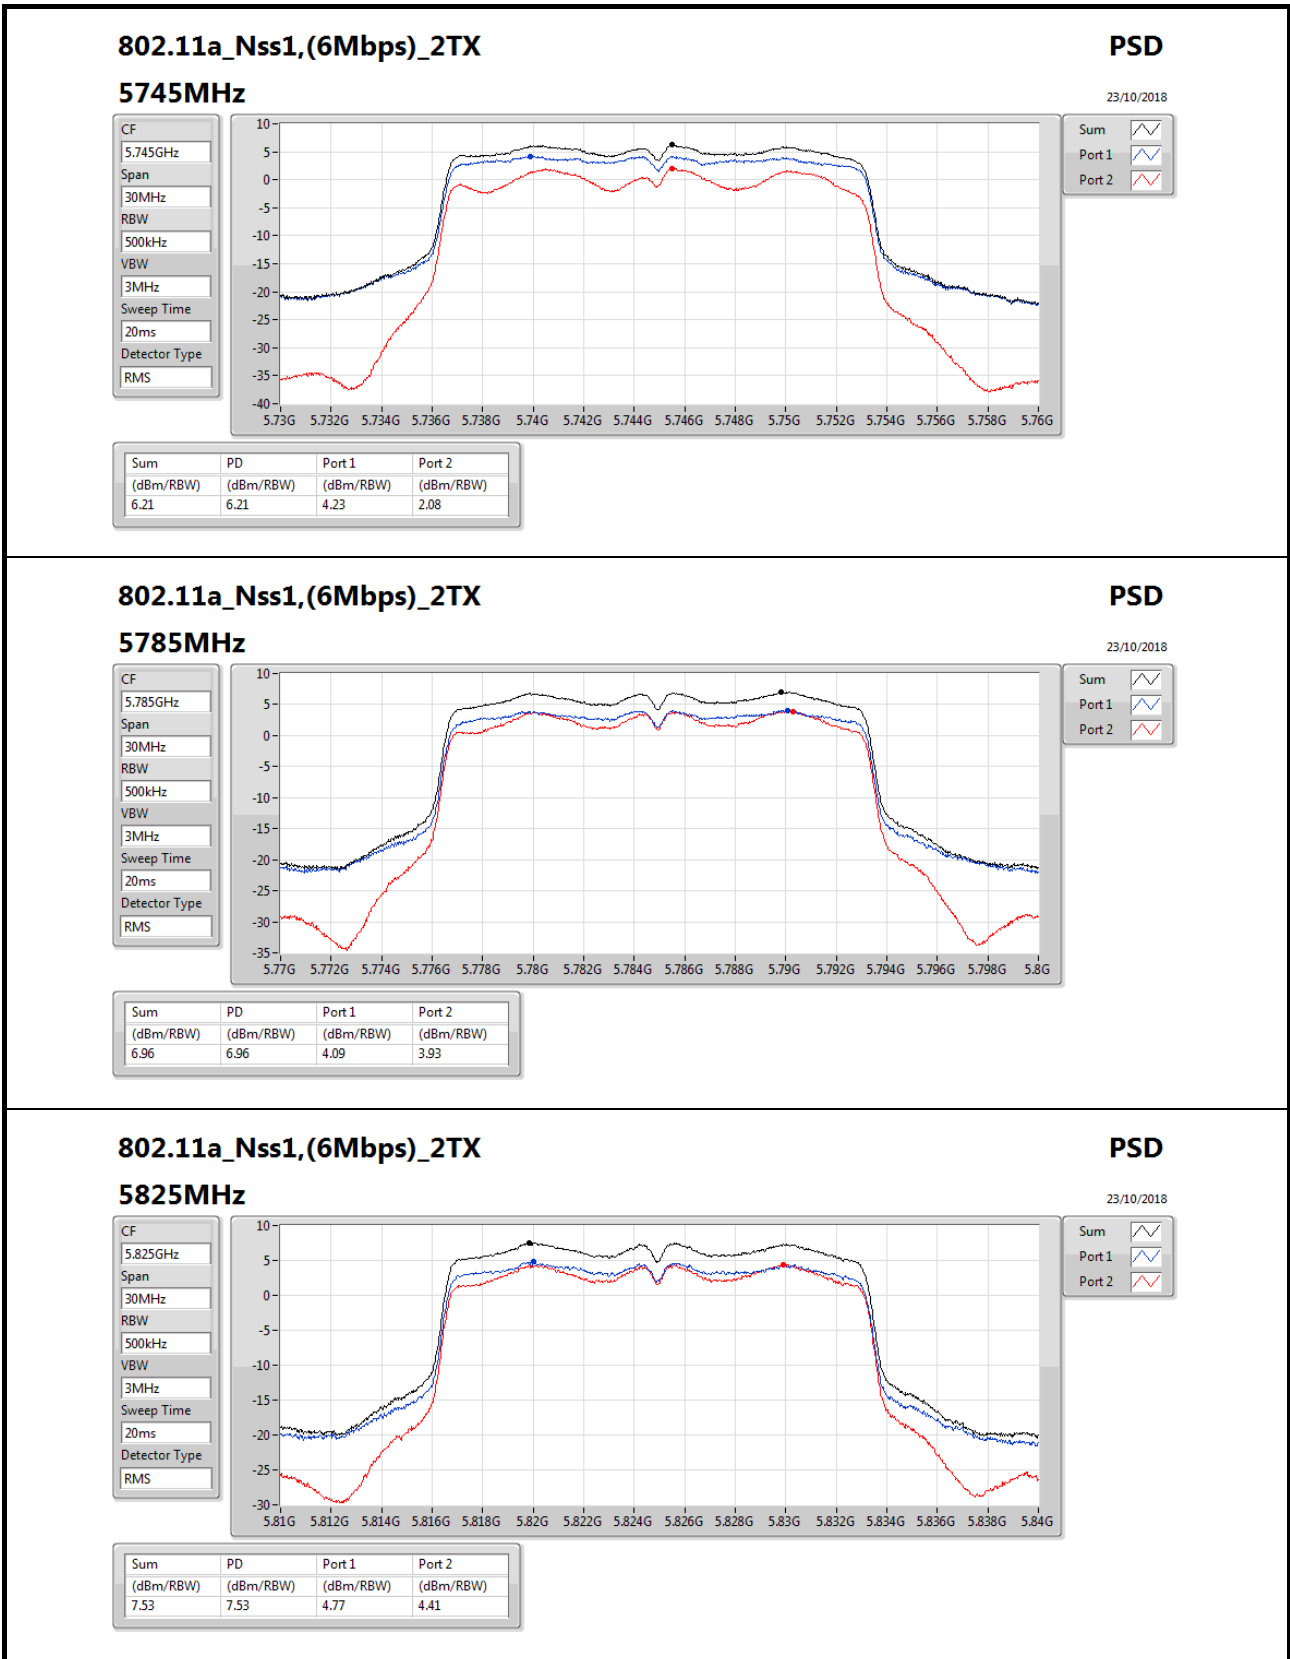 802.11a_Nss1,(6Mbps)_2TX PSD
5745MHz 23/10/2018
CF
5.745GHz
Span
30MHz
RBW
500kHz
VBW
3MHz
Sweep Time
20ms
Detector Type
RMS
10
5
0
-5
-10
-15
-20
-25
-30
-35
-40
5.73G 5.732G 5.734G 5.736G 5.738G 5.74G 5.742G 5.744G 5.746G 5.748G 5.75G 5.752G 5.754G 5.756G 5.758G 5.76G
Sum
Port 1
Port 2
Sum PD Port 1 Port 2
(dBm/RBW) (dBm/RBW) (dBm/RBW) (dBm/RBW)
6.21 6.21 4.23 2.08
802.11a_Nss1,(6Mbps)_2TX PSD
5785MHz 23/10/2018
CF
5.785GHz
Span
30MHz
RBW
500kHz
VBW
3MHz
Sweep Time
20ms
Detector Type
RMS
10
5
0
-5
-10
-15
-20
-25
-30
-35
5.77G 5.772G 5.774G 5.776G 5.778G 5.78G 5.782G 5.784G 5.786G 5.788G 5.79G 5.792G 5.794G 5.796G 5.798G 5.8G
Sum
Port 1
Port 2
Sum PD Port 1 Port 2
(dBm/RBW) (dBm/RBW) (dBm/RBW) (dBm/RBW)
6.96 6.96 4.09 3.93
802.11a_Nss1,(6Mbps)_2TX PSD
5825MHz 23/10/2018
CF
5.825GHz
Span
30MHz
RBW
500kHz
VBW
3MHz
Sweep Time
20ms
Detector Type
RMS
10
5
0
-5
-10
-15
-20
-25
-30
5.81G 5.812G 5.814G 5.816G 5.818G 5.82G 5.822G 5.824G 5.826G 5.828G 5.83G 5.832G 5.834G 5.836G 5.838G 5.84G
Sum
Port 1
Port 2
Sum PD Port 1 Port 2
(dBm/RBW) (dBm/RBW) (dBm/RBW) (dBm/RBW)
7.53 7.53 4.77 4.41